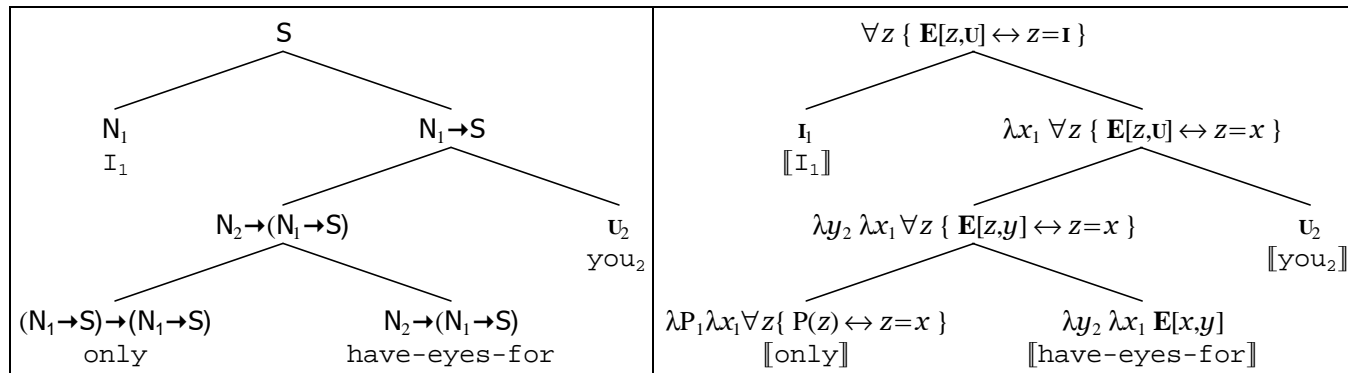 S
N₁ N₁→S
I₁
N₂→(N₁→S) U₂
you₂
(N₁→S)→(N₁→S) N₂→(N₁→S)
only have-eyes-for
∀z { E[z,U] ↔ z=I }
I₁ λx₁ ∀z { E[z,U] ↔ z=x }
⟦I₁⟧
λy₂ λx₁∀z { E[z,y] ↔ z=x } U₂
⟦you₂⟧
λP₁λx₁∀z{ P(z) ↔ z=x } λy₂ λx₁ E[x,y]
⟦only⟧ ⟦have-eyes-for⟧